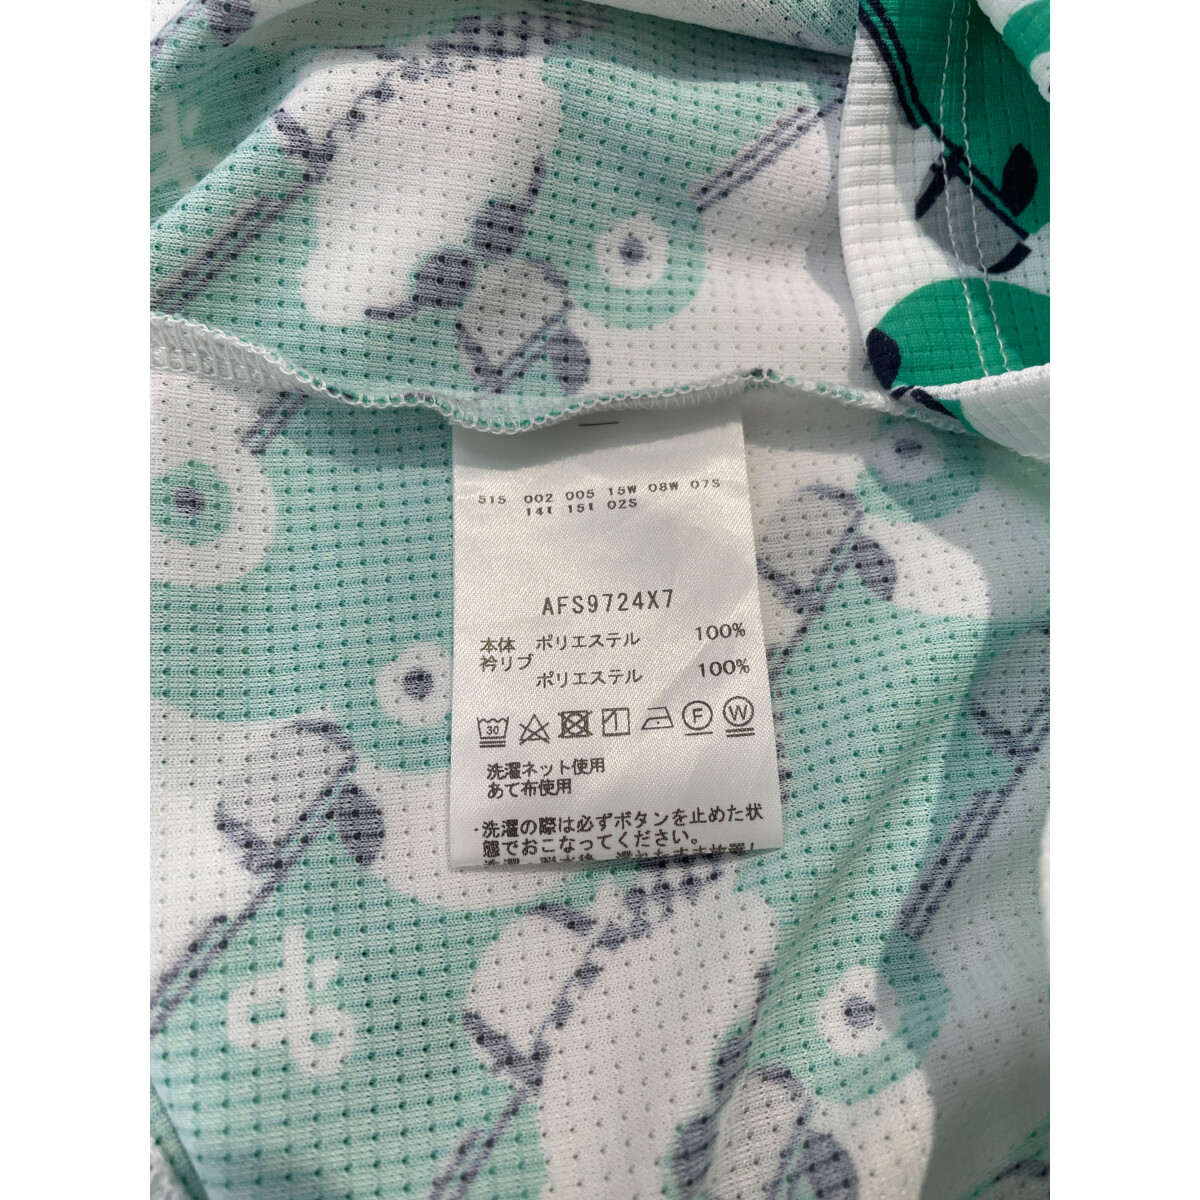 515 002 005 15W 08W 07S
14I 15I 02S
AFS9724X7
本体 ポリエステル 100%
衿リブ
ポリエステル 100%
30 F W
洗濯ネット使用
あて布使用
・洗濯の際は必ずボタンを止めた状
態でおこなってください。